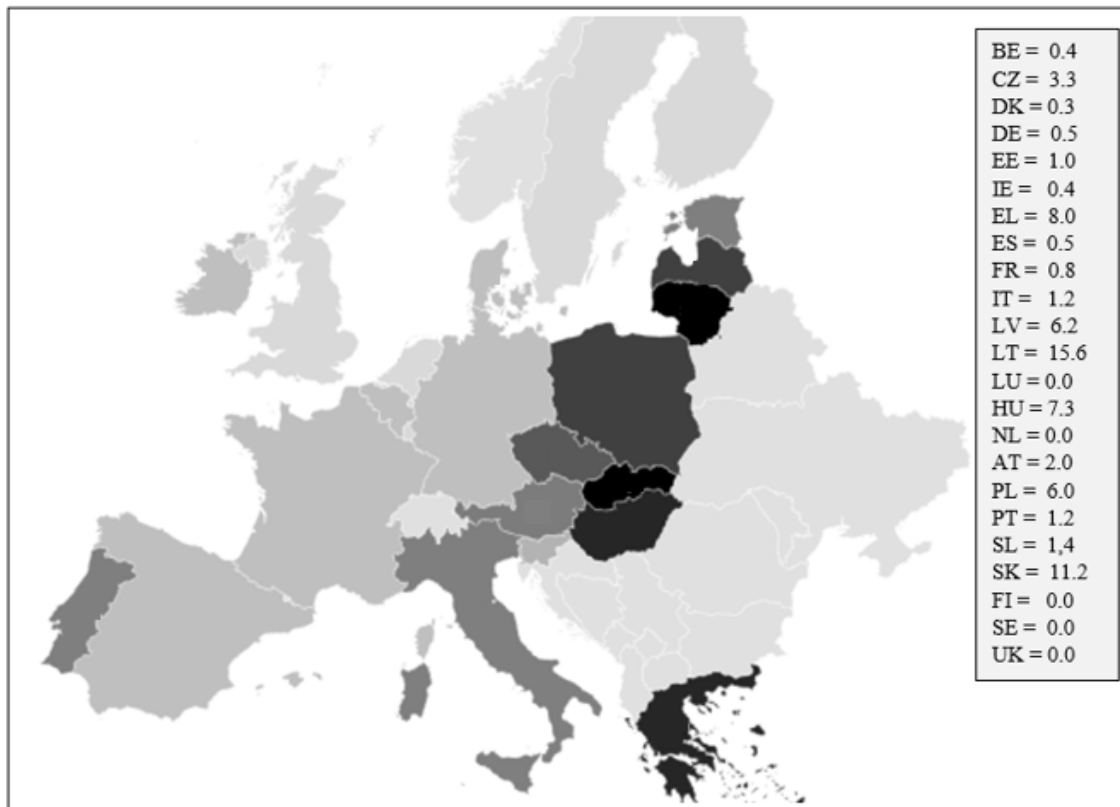 BE = 0.4
CZ = 3.3
DK = 0.3
DE = 0.5
EE = 1.0
IE = 0.4
EL = 8.0
ES = 0.5
FR = 0.8
IT = 1.2
LV = 6.2
LT = 15.6
LU = 0.0
HU = 7.3
NL = 0.0
AT = 2.0
PL = 6.0
PT = 1.2
SL = 1,4
SK = 11.2
FI = 0.0
SE = 0.0
UK = 0.0